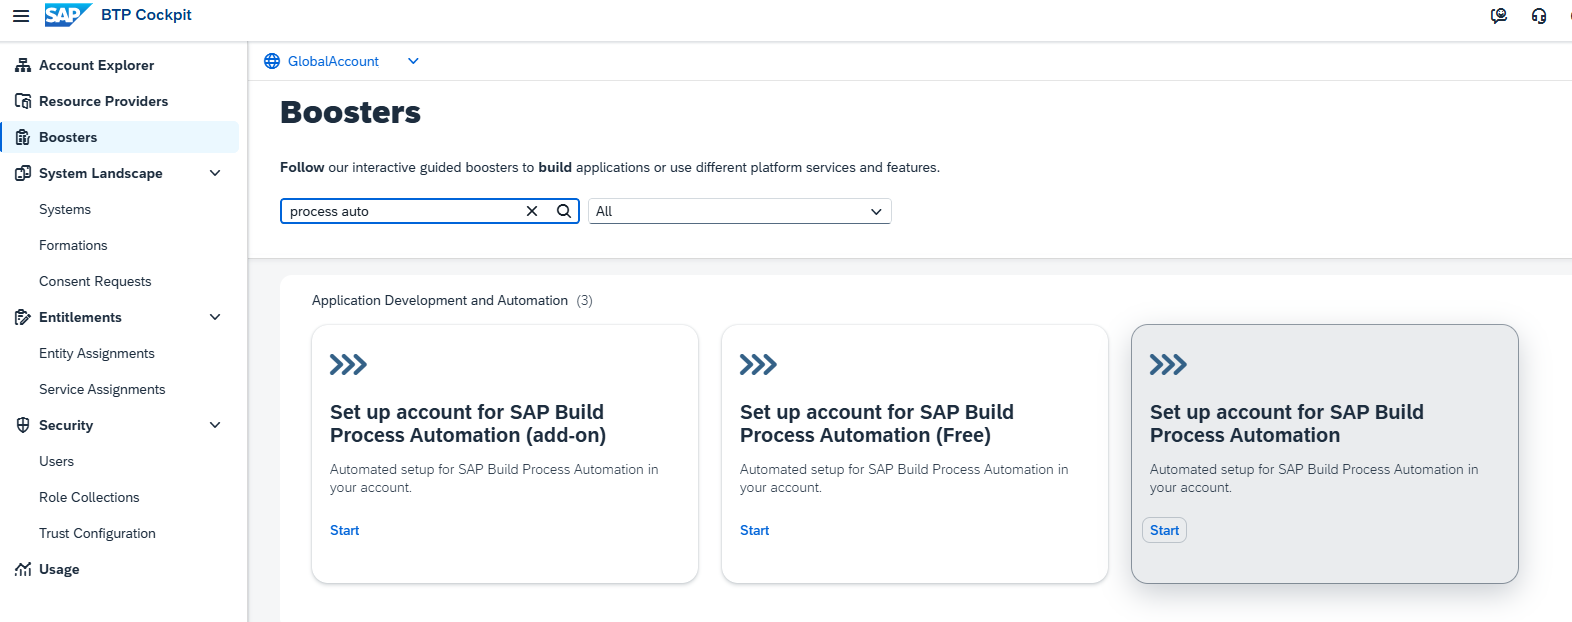 SAP BTP Cockpit
Account Explorer
Resource Providers
Boosters
System Landscape
Systems
Formations
Consent Requests
Entitlements
Entity Assignments
Service Assignments
Security
Users
Role Collections
Trust Configuration
Usage
GlobalAccount
Boosters
Follow our interactive guided boosters to build applications or use different platform services and features.
process auto
All
Application Development and Automation (3)
Set up account for SAP Build
Process Automation (add-on)
Automated setup for SAP Build Process Automation in
your account.
Start
Set up account for SAP Build
Process Automation (Free)
Automated setup for SAP Build Process Automation in
your account.
Start
Set up account for SAP Build
Process Automation
Automated setup for SAP Build Process Automation in
your account.
Start